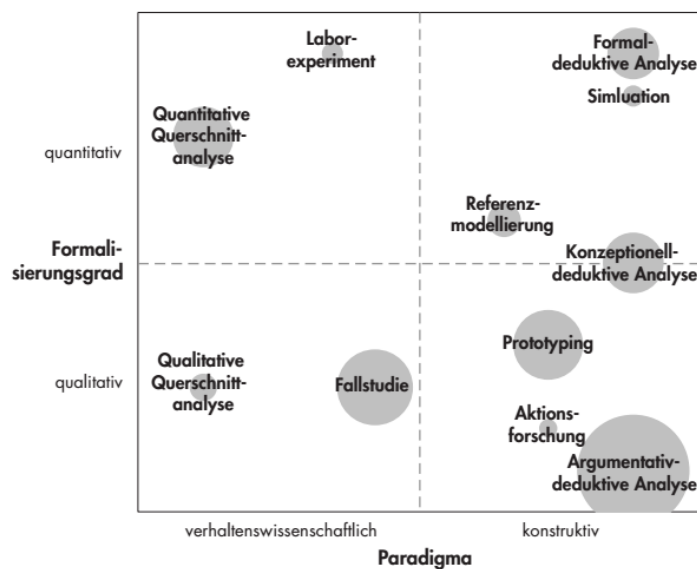 Labor-
experiment
Formal-
deduktive Analyse
Simluation
Quantitative
Querschnitt-
analyse
quantitativ
Referenz-
modellierung
Formali-
sierungsgrad
Konzeptionell-
deduktive Analyse
Prototyping
Qualitative
Querschnitt-
analyse
qualitativ
Fallstudie
Aktions-
forschung
Argumentativ-
deduktive Analyse
verhaltenswissenschaftlich
konstruktiv
Paradigma